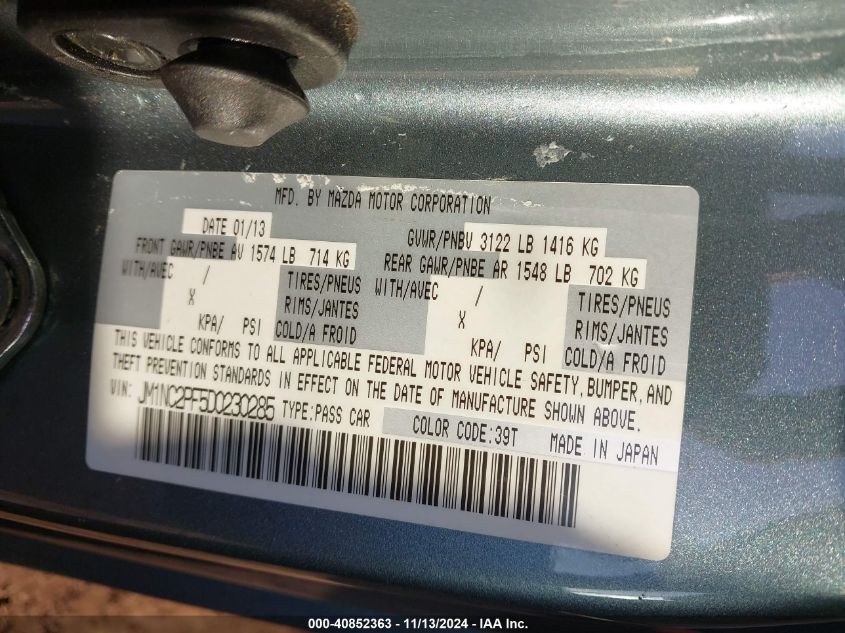 MFD. BY MAZDA MOTOR CORPORATION
DATE 01/13
GVWR/PNBV 3122 LB 1416 KG
FRONT GAWR/PNBE AV 1574 LB 714 KG
REAR GAWR/PNBE AR 1548 LB 702 KG
WITH/AVEC / TIRES/PNEUS
WITH/AVEC / TIRES/PNEUS
X RIMS/JANTES
X RIMS/JANTES
KPA/ PSI COLD/A FROID
KPA/ PSI COLD/A FROID
THIS VEHICLE CONFORMS TO ALL APPLICABLE FEDERAL MOTOR VEHICLE SAFETY, BUMPER, AND
THEFT PREVENTION STANDARDS IN EFFECT ON THE DATE OF MANUFACTURE SHOWN ABOVE.
VIN: JM1NC2PF5D0230285 TYPE:PASS CAR
COLOR CODE:39T MADE IN JAPAN
000-40852363 - 11/13/2024 - IAA Inc.